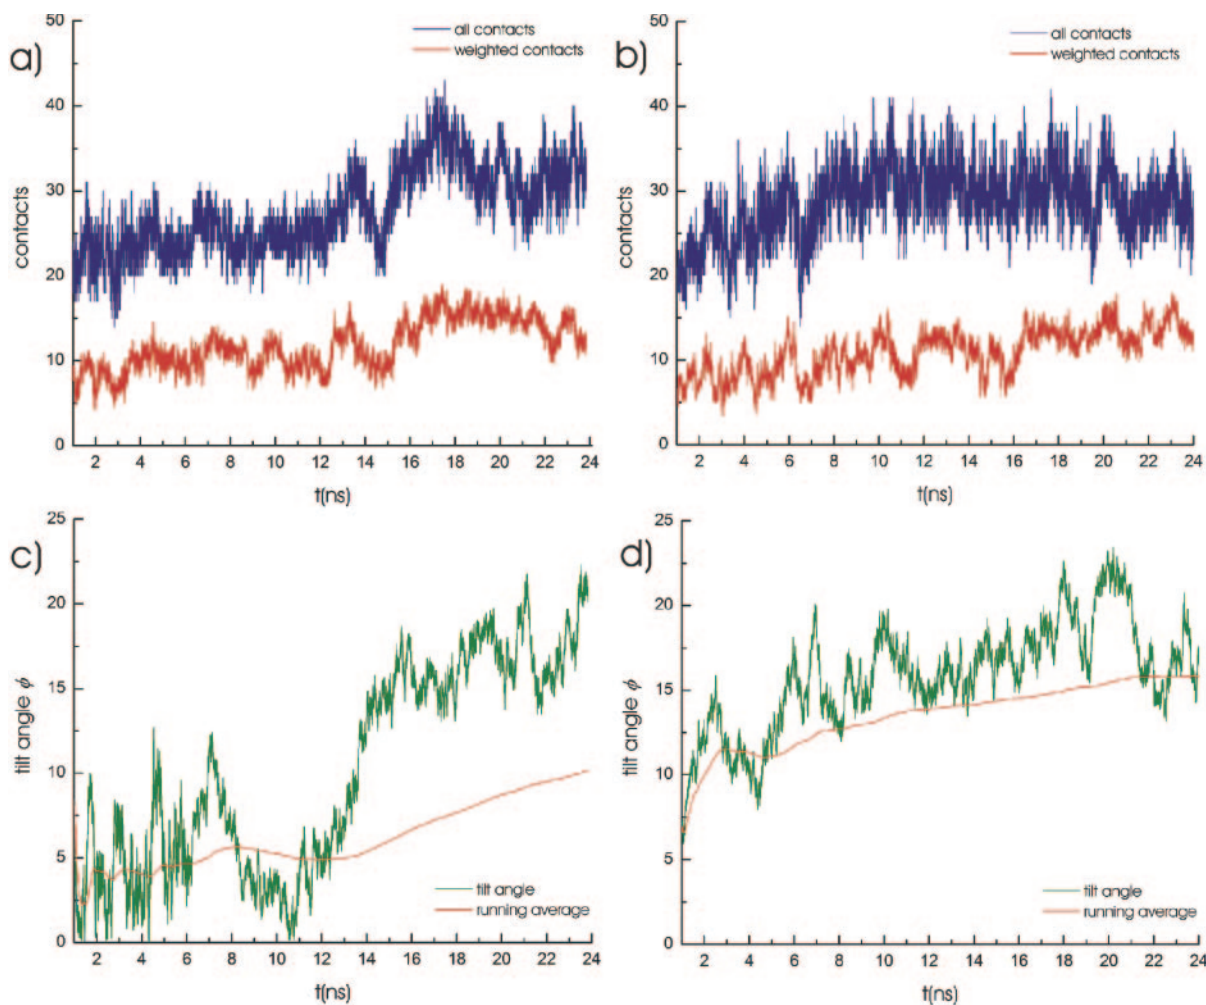 a)
all contacts
weighted contacts
50
40
30
20
10
0
contacts
2 4 6 8 10 12 14 16 18 20 22 24
t(ns)
b)
all contacts
weighted contacts
50
40
30
20
10
0
contacts
2 4 6 8 10 12 14 16 18 20 22 24
t(ns)
c)
25
20
15
10
5
0
tilt angle ϕ
tilt angle
running average
2 4 6 8 10 12 14 16 18 20 22 24
t(ns)
d)
25
20
15
10
5
0
tilt angle ϕ
tilt angle
running average
2 4 6 8 10 12 14 16 18 20 22 24
t(ns)